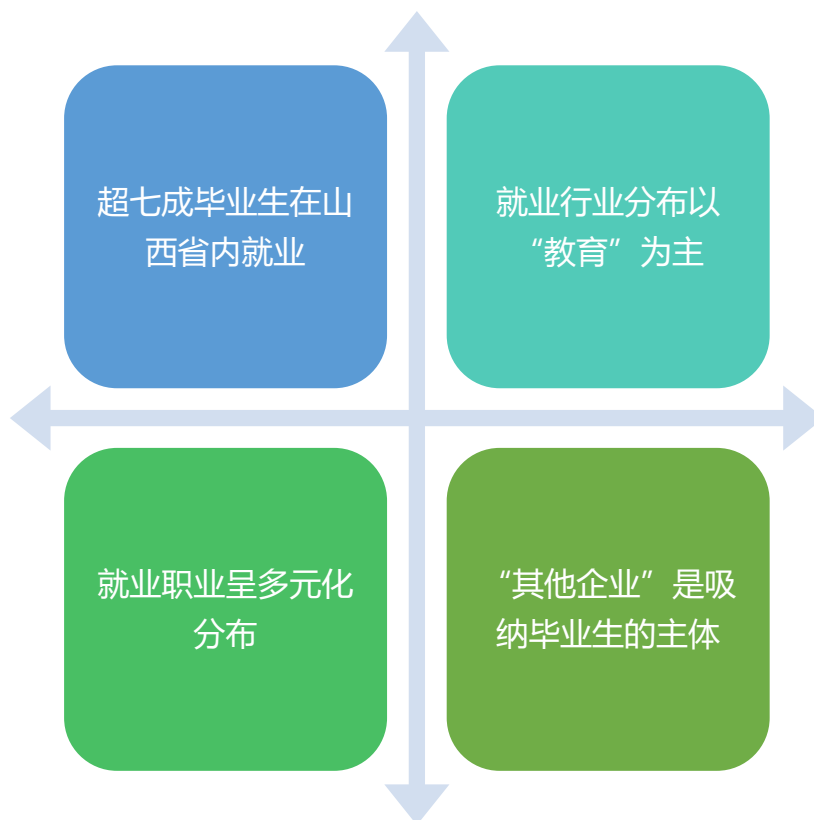 超七成毕业生在山
西省内就业
就业行业分布以
“教育”为主
就业职业呈多元化
分布
“其他企业”是吸
纳毕业生的主体